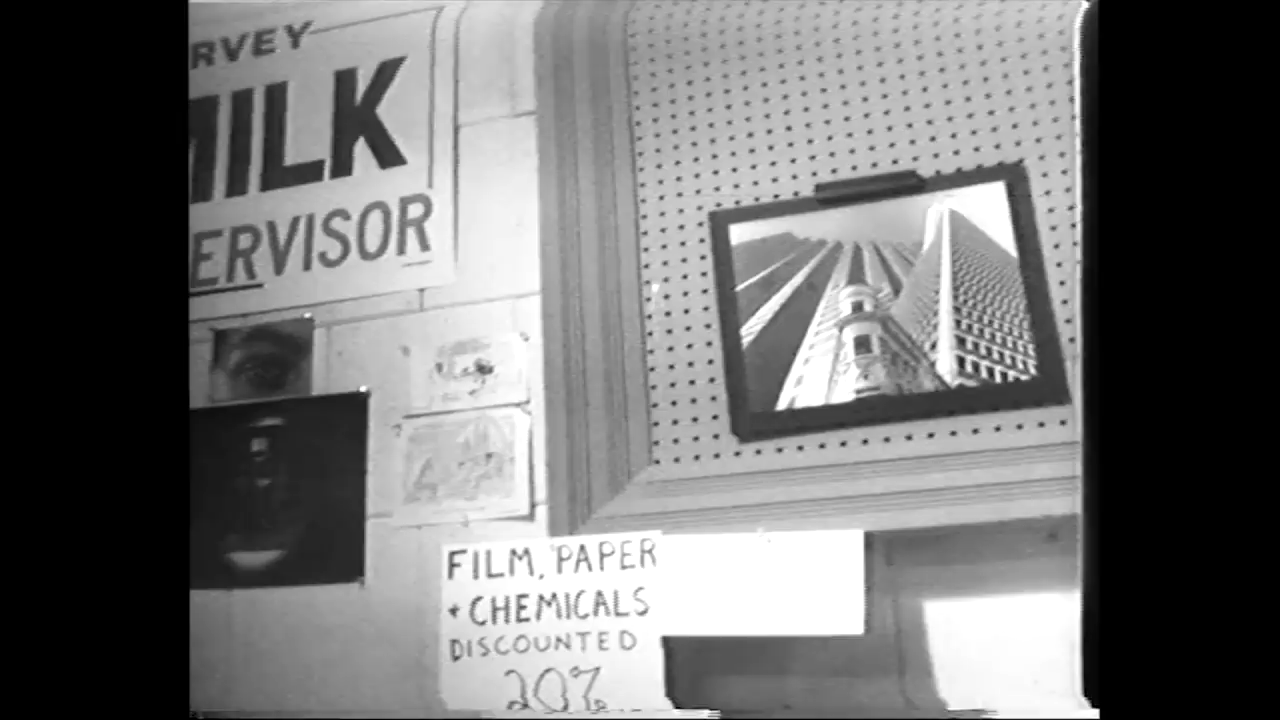 RVEY
MILK
ERVISOR
FILM, PAPER
+ CHEMICALS
DISCOUNTED
20%